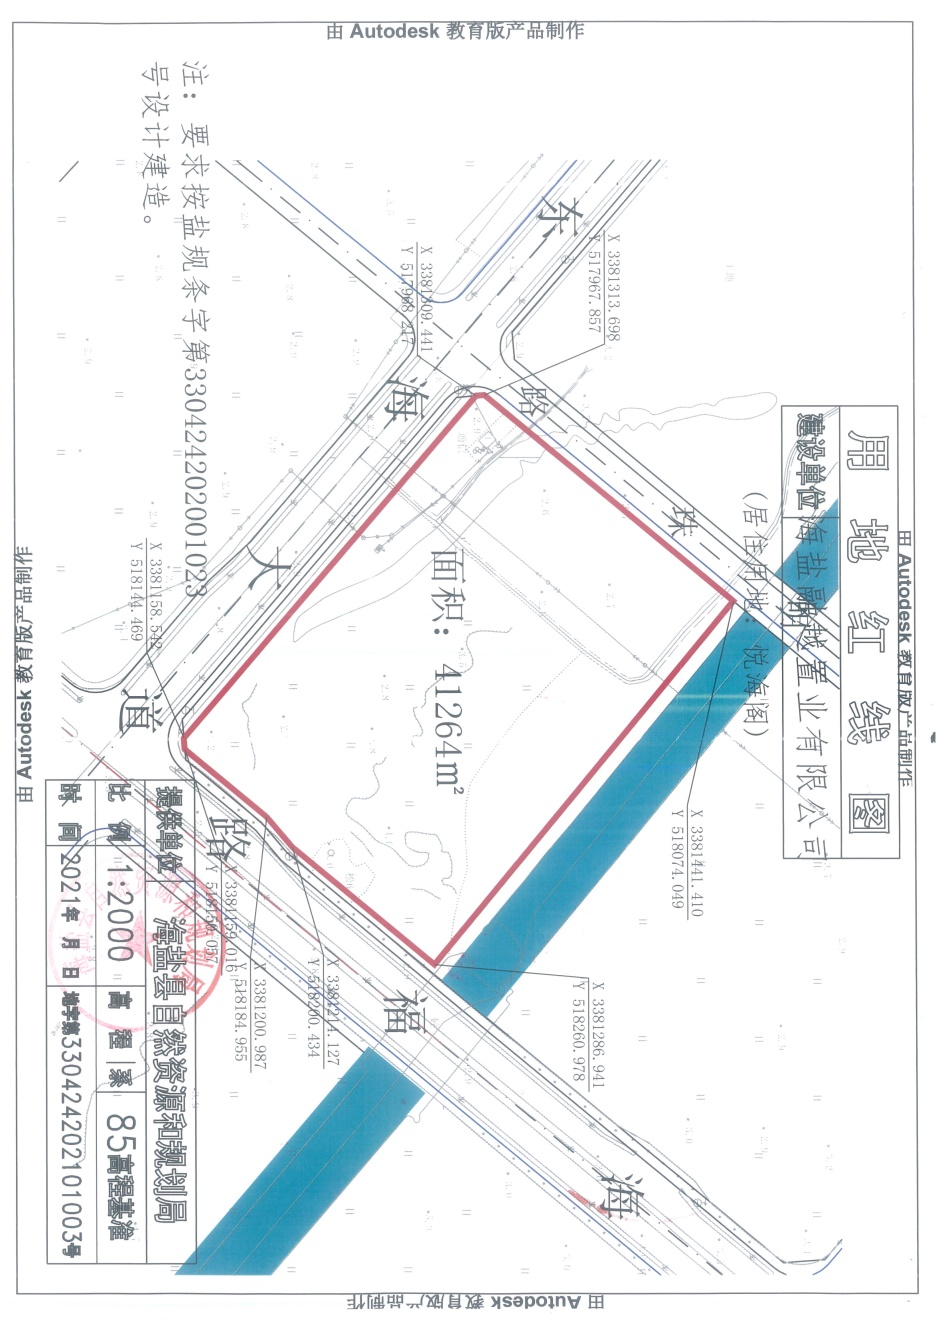 由 Autodesk 教育版产品制作
用地红线图
建设单位 海盐融越置业有限公司
(居住用地：悦海阁)
东
海
大
道
明
珠
路
海
福
路
X 3381313.698
Y 517967.857
X 3381309.441
X 3381441.410
Y 518074.049
X 3381286.941
Y 518260.978
X 3381214.127
Y 518200.434
X 3381200.987
Y 518184.955
X 3381158.542
Y 518144.469
面积：41264m²
注：要求按盐规条字第330424202001023
号设计建造。
提供单位 海盐县自然资源和规划局
比例 1:2000 高程系 85高程基准
时间 2021年 月 日 地字第330424202101003号
由 Autodesk 教育版产品制作
由 Autodesk 教育版产品制作
由 Autodesk 教育版产品制作